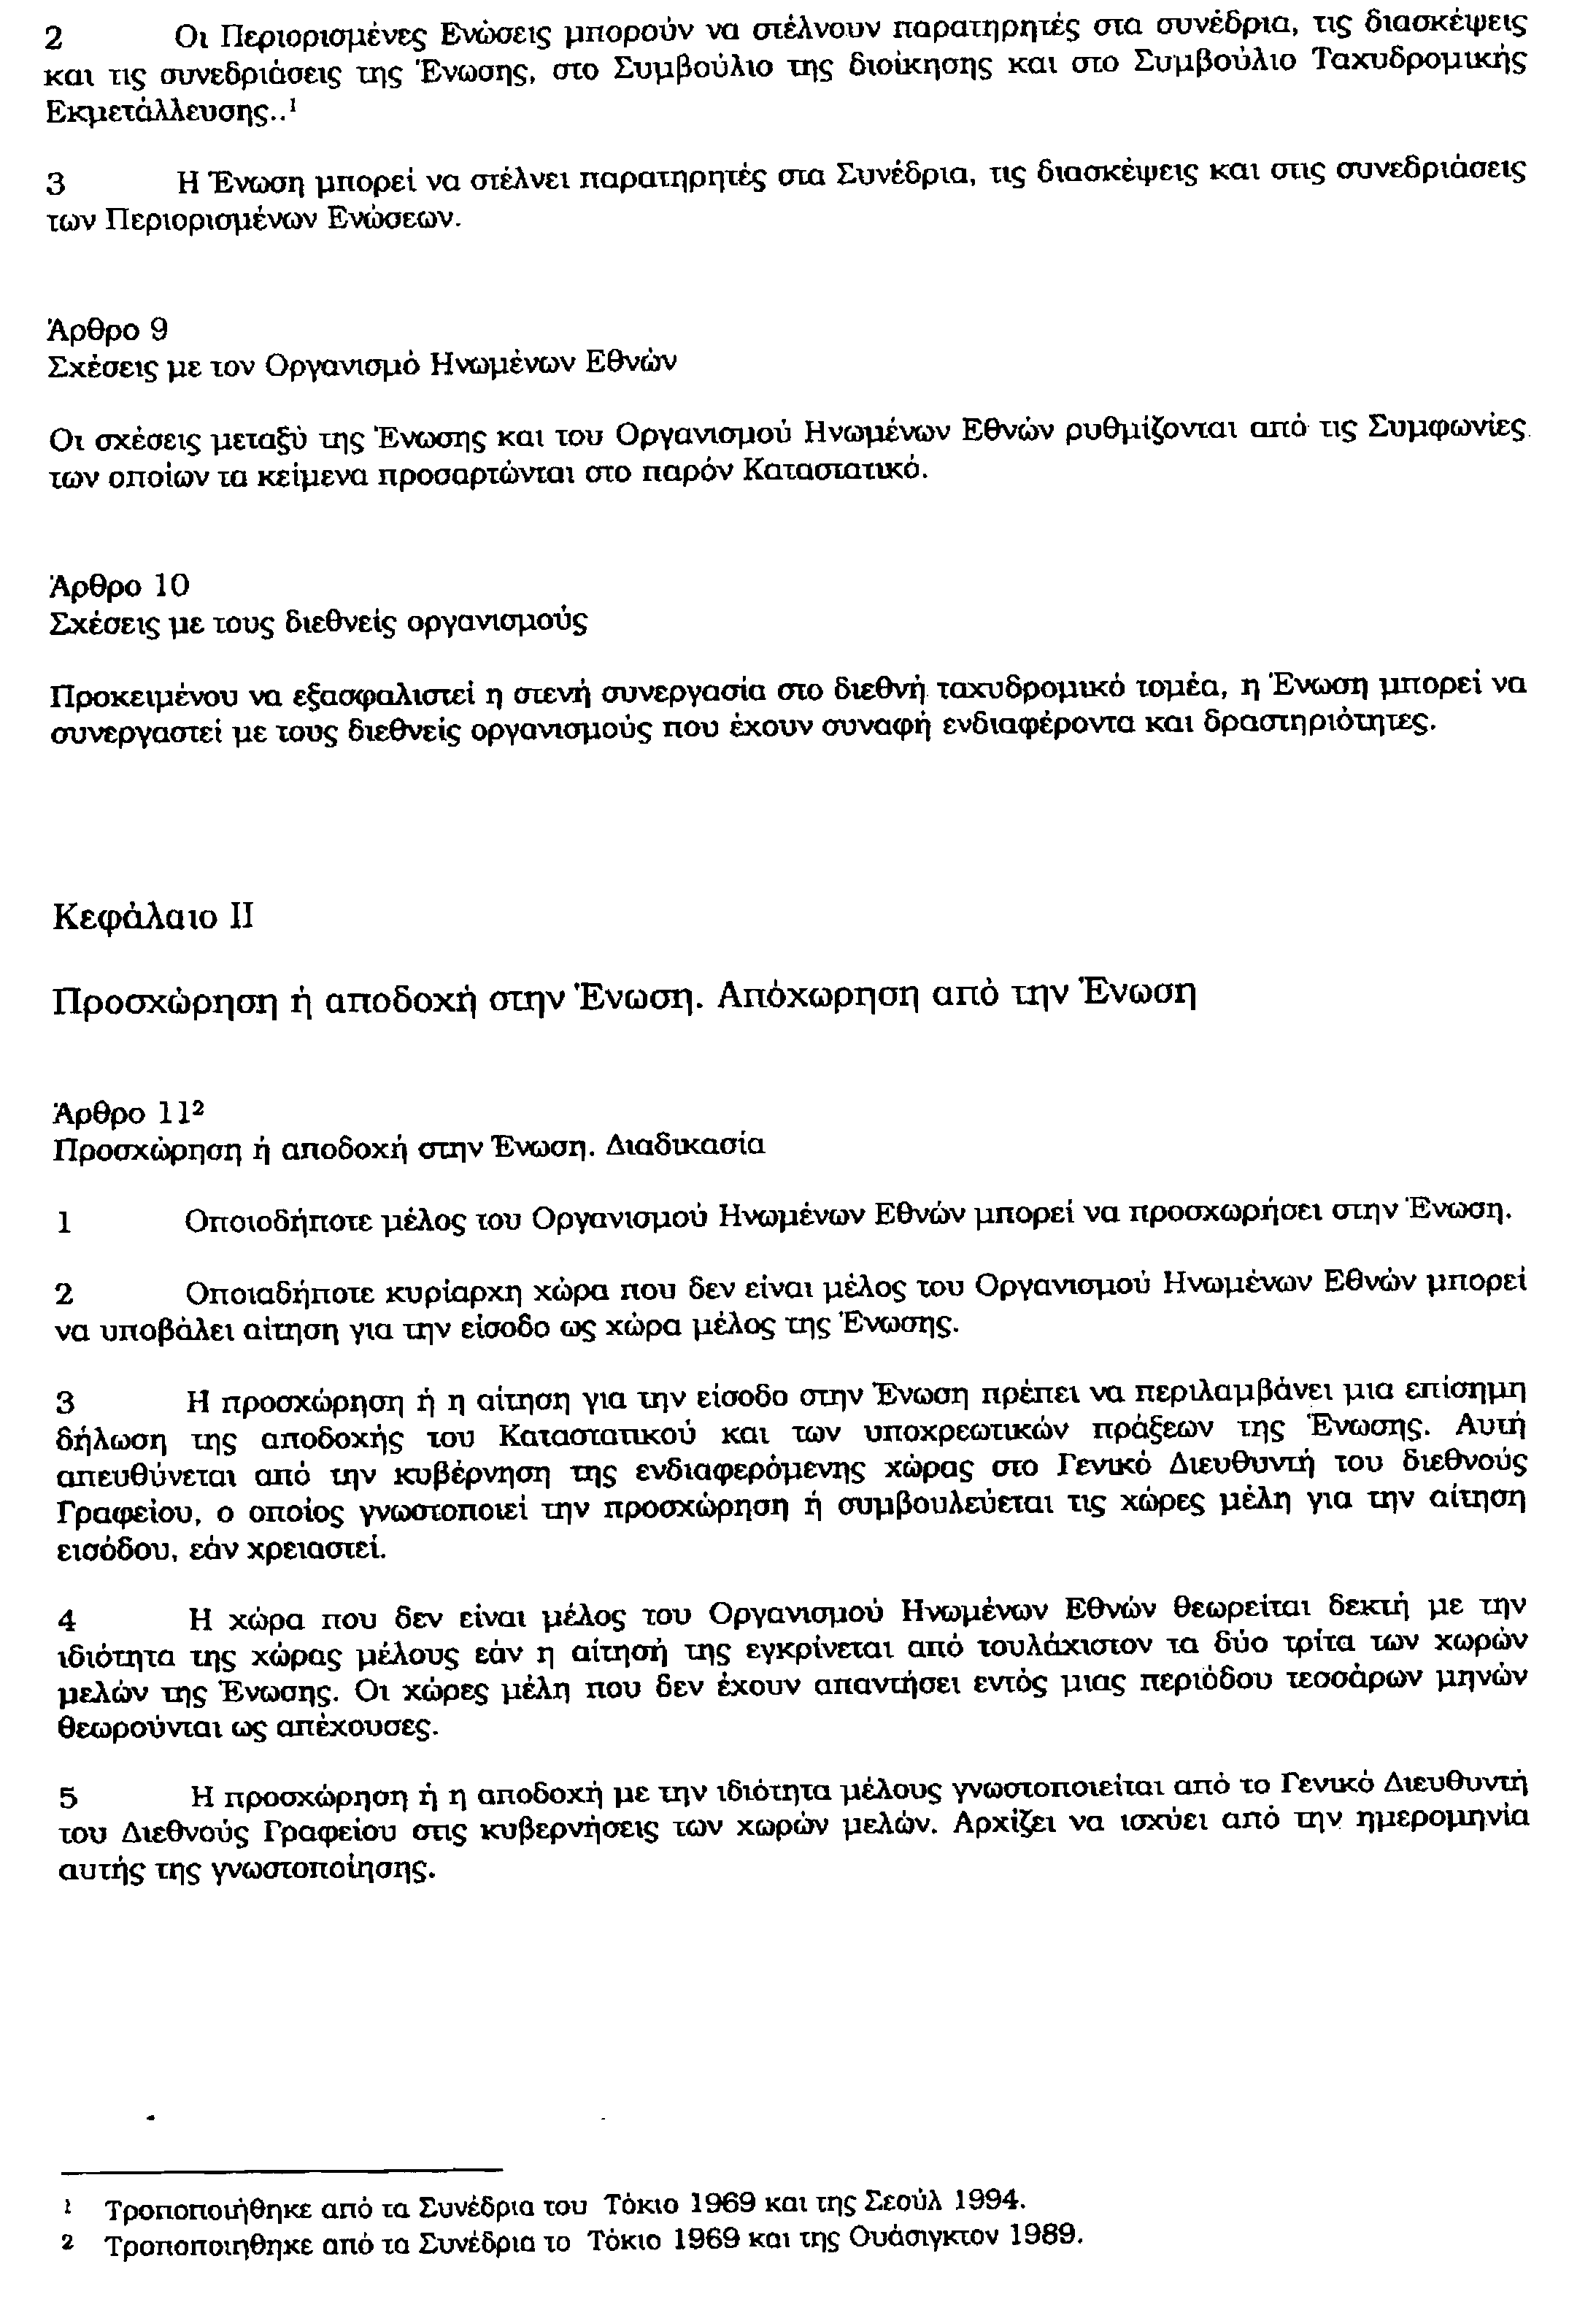 2 Οι Περιορισμένες Ενώσεις μπορούν να στέλνουν παρατηρητές στα συνέδρια, τις διασκέψεις
και τις συνεδριάσεις της Ένωσης, στο Συμβούλιο της διοίκησης και στο Συμβούλιο Ταχυδρομικής
Εκμετάλλευσης..¹
3 Η Ένωση μπορεί να στέλνει παρατηρητές στα Συνέδρια, τις διασκέψεις και στις συνεδριάσεις
των Περιορισμένων Ενώσεων.
Άρθρο 9
Σχέσεις με τον Οργανισμό Ηνωμένων Εθνών
Οι σχέσεις μεταξύ της Ένωσης και του Οργανισμού Ηνωμένων Εθνών ρυθμίζονται από τις Συμφωνίες
των οποίων τα κείμενα προσαρτώνται στο παρόν Καταστατικό.
Άρθρο 10
Σχέσεις με τους διεθνείς οργανισμούς
Προκειμένου να εξασφαλιστεί η στενή συνεργασία στο διεθνή ταχυδρομικό τομέα, η Ένωση μπορεί να
συνεργαστεί με τους διεθνείς οργανισμούς που έχουν συναφή ενδιαφέροντα και δραστηριότητες.
Κεφάλαιο ΙΙ
Προσχώρηση ή αποδοχή στην Ένωση. Απόχωρηση από την Ένωση
Άρθρο 11²
Προσχώρηση ή αποδοχή στην Ένωση. Διαδικασία
1 Οποιοδήποτε μέλος του Οργανισμού Ηνωμένων Εθνών μπορεί να προσχωρήσει στην Ένωση.
2 Οποιαδήποτε κυρίαρχη χώρα που δεν είναι μέλος του Οργανισμού Ηνωμένων Εθνών μπορεί
να υποβάλει αίτηση για την είσοδο ως χώρα μέλος της Ένωσης.
3 Η προσχώρηση ή η αίτηση για την είσοδο στην Ένωση πρέπει να περιλαμβάνει μια επίσημη
δήλωση της αποδοχής του Καταστατικού και των υποχρεωτικών πράξεων της Ένωσης. Αυτή
απευθύνεται από την κυβέρνηση της ενδιαφερόμενης χώρας στο Γενικό Διευθυντή του διεθνούς
Γραφείου, ο οποίος γνωστοποιεί την προσχώρηση ή συμβουλεύεται τις χώρες μέλη για την αίτηση
εισόδου, εάν χρειαστεί.
4 Η χώρα που δεν είναι μέλος του Οργανισμού Ηνωμένων Εθνών θεωρείται δεκτή με την
ιδιότητα της χώρας μέλους εάν η αίτησή της εγκρίνεται από τουλάχιστον τα δύο τρίτα των χωρών
μελών της Ένωσης. Οι χώρες μέλη που δεν έχουν απαντήσει εντός μιας περιόδου τεσσάρων μηνών
θεωρούνται ως απέχουσες.
5 Η προσχώρηση ή η αποδοχή με την ιδιότητα μέλους γνωστοποιείται από το Γενικό Διευθυντή
του Διεθνούς Γραφείου στις κυβερνήσεις των χωρών μελών. Αρχίζει να ισχύει από την ημερομηνία
αυτής της γνωστοποίησης.
¹ Τροποποιήθηκε από τα Συνέδρια του Τόκιο 1969 και της Σεούλ 1994.
² Τροποποιηθηκε από τα Συνέδρια το Τόκιο 1969 και της Ουάσιγκτον 1989.